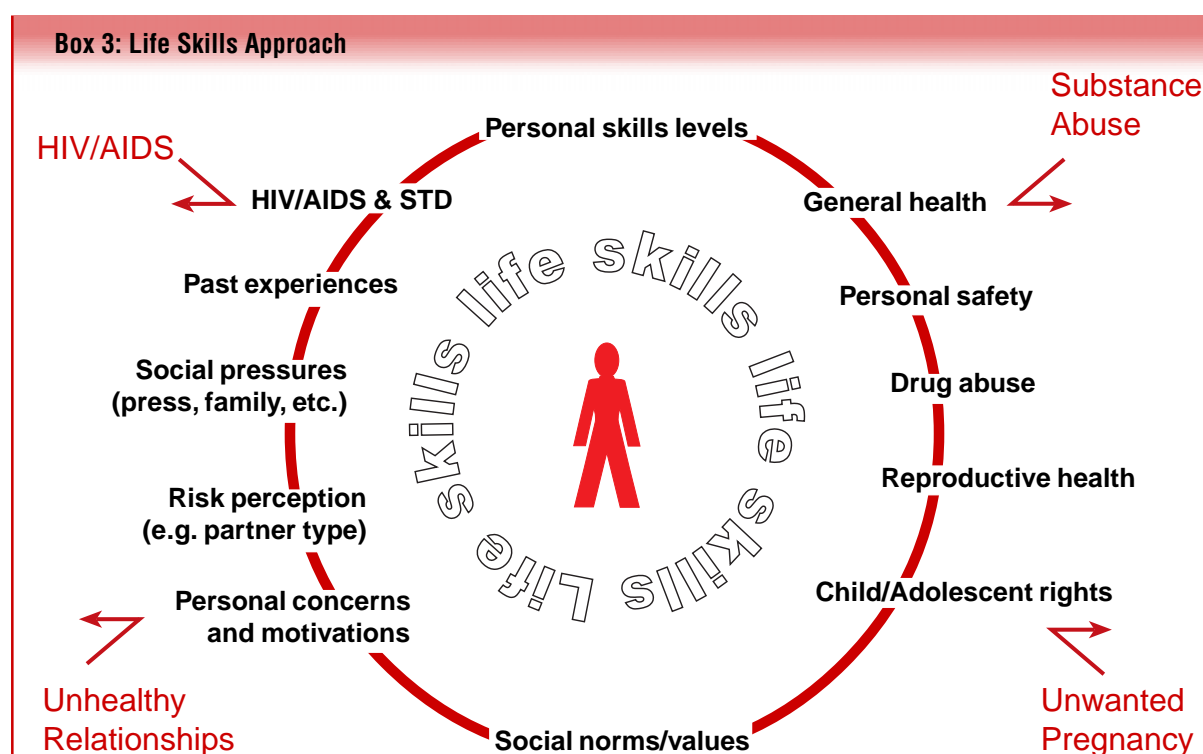 Box 3: Life Skills Approach
Substance
Abuse
HIV/AIDS
Personal skills levels
HIV/AIDS & STD
General health
Past experiences
Personal safety
Social pressures
(press, family, etc.)
Drug abuse
Risk perception
(e.g. partner type)
Reproductive health
Personal concerns
and motivations
Child/Adolescent rights
Life skills life skills life skills
Unhealthy
Relationships
Unwanted
Pregnancy
Social norms/values